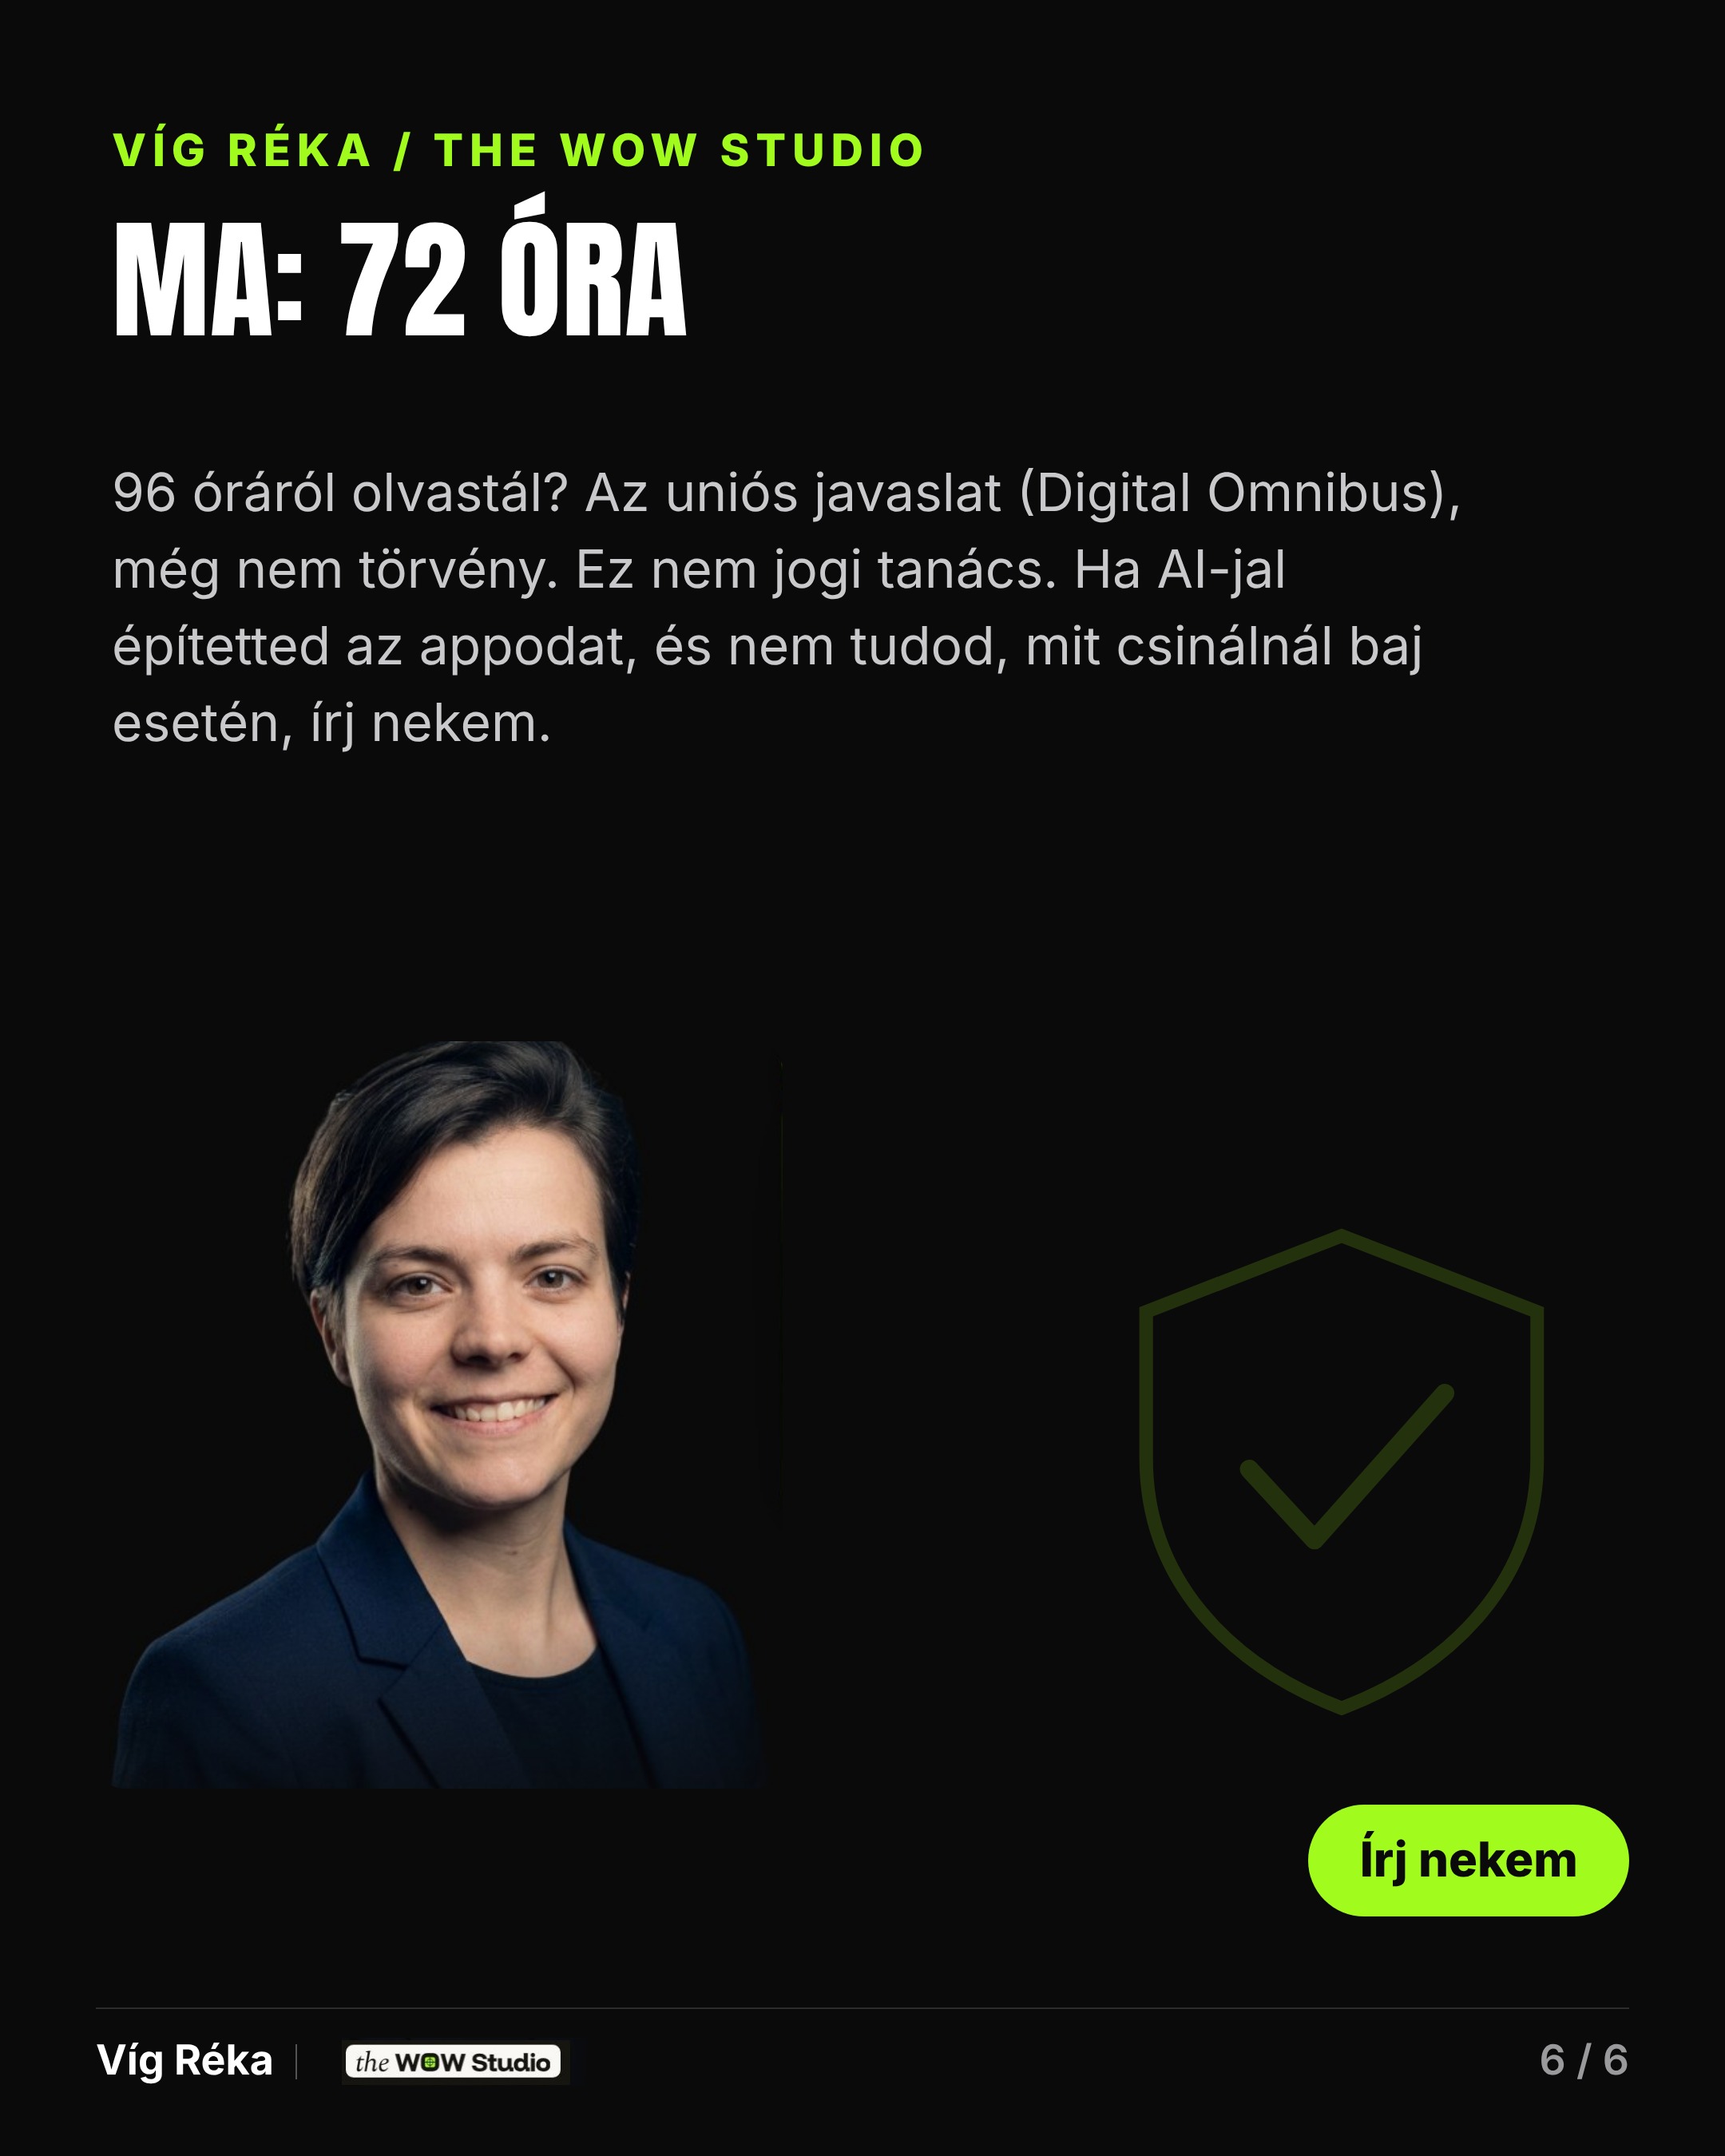 VÍG RÉKA / THE WOW STUDIO
MA: 72 ÓRA
96 óráról olvastál? Az uniós javaslat (Digital Omnibus),
még nem törvény. Ez nem jogi tanács. Ha AI-jal
építetted az appodat, és nem tudod, mit csinálnál baj
esetén, írj nekem.
Írj nekem
Víg Réka
the WOW Studio
6 / 6